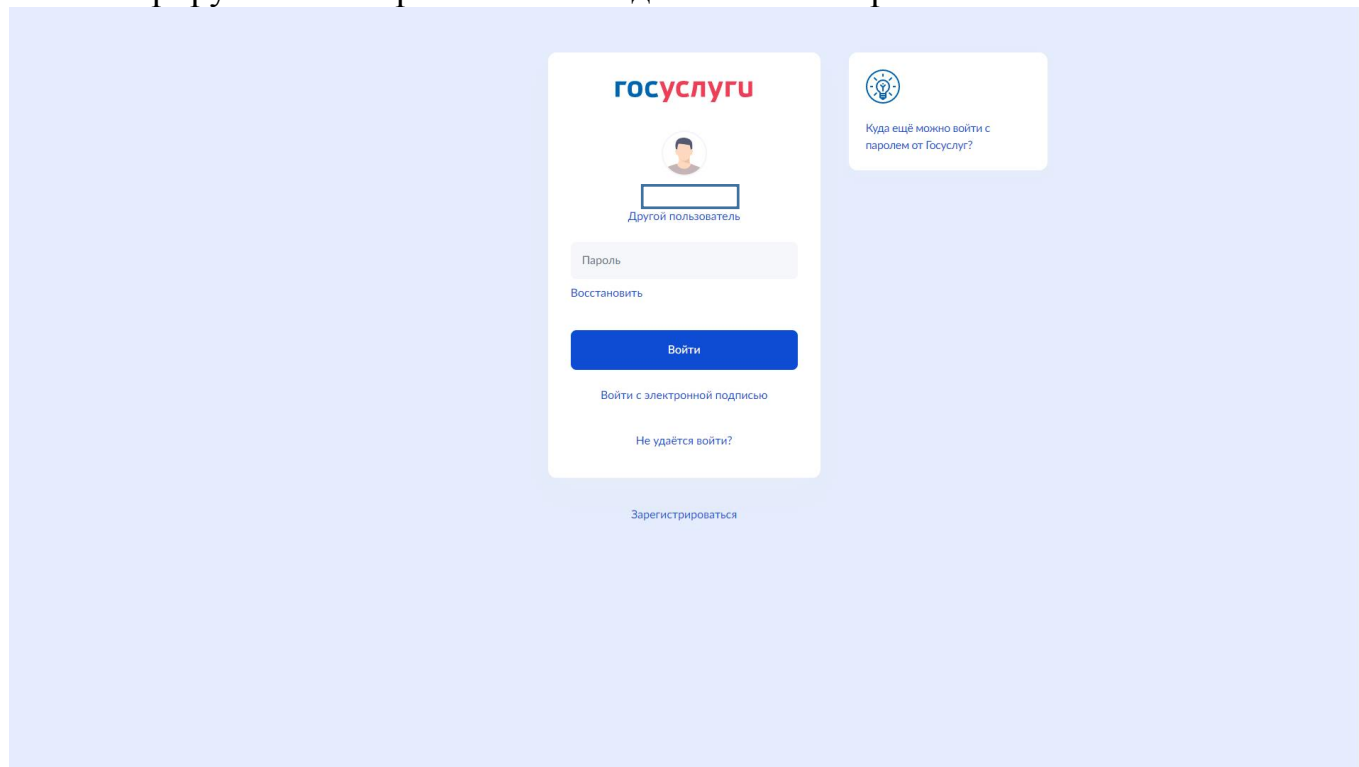 госуслуги
Другой пользователь
Пароль
Восстановить
Войти
Войти с электронной подписью
Не удаётся войти?
Зарегистрироваться
Куда ещё можно войти с
паролем от Госуслуг?